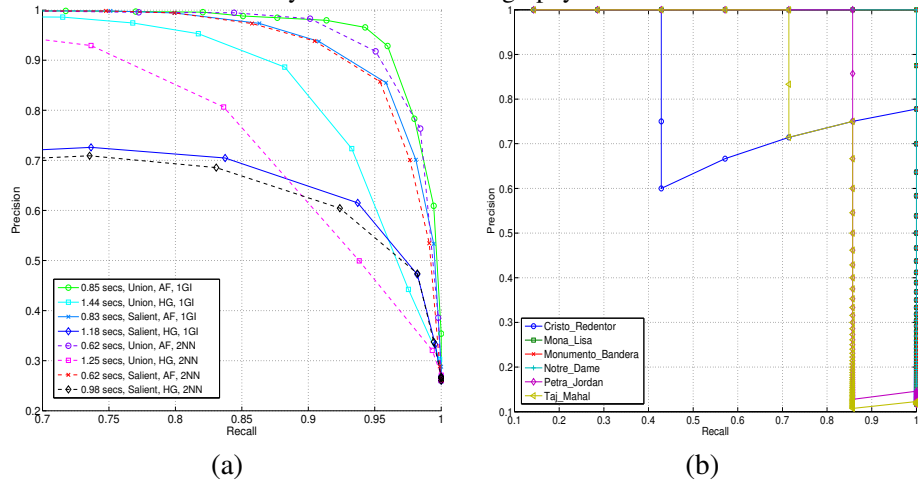 1
0.9
0.8
0.7
0.6
0.5
0.4
0.3
0.2
Precision
0.7 0.75 0.8 0.85 0.9 0.95 1
Recall
0.85 secs, Union, AF, 1GI
1.44 secs, Union, HG, 1GI
0.83 secs, Salient, AF, 1GI
1.18 secs, Salient, HG, 1GI
0.62 secs, Union, AF, 2NN
1.25 secs, Union, HG, 2NN
0.62 secs, Salient, AF, 2NN
0.98 secs, Salient, HG, 2NN
(a)
1
0.9
0.8
0.7
0.6
0.5
0.4
0.3
0.2
0.1
Precision
0.1 0.2 0.3 0.4 0.5 0.6 0.7 0.8 0.9 1
Recall
Cristo_Redentor
Mona_Lisa
Monumento_Bandera
Notre_Dame
Petra_Jordan
Taj_Mahal
(b)